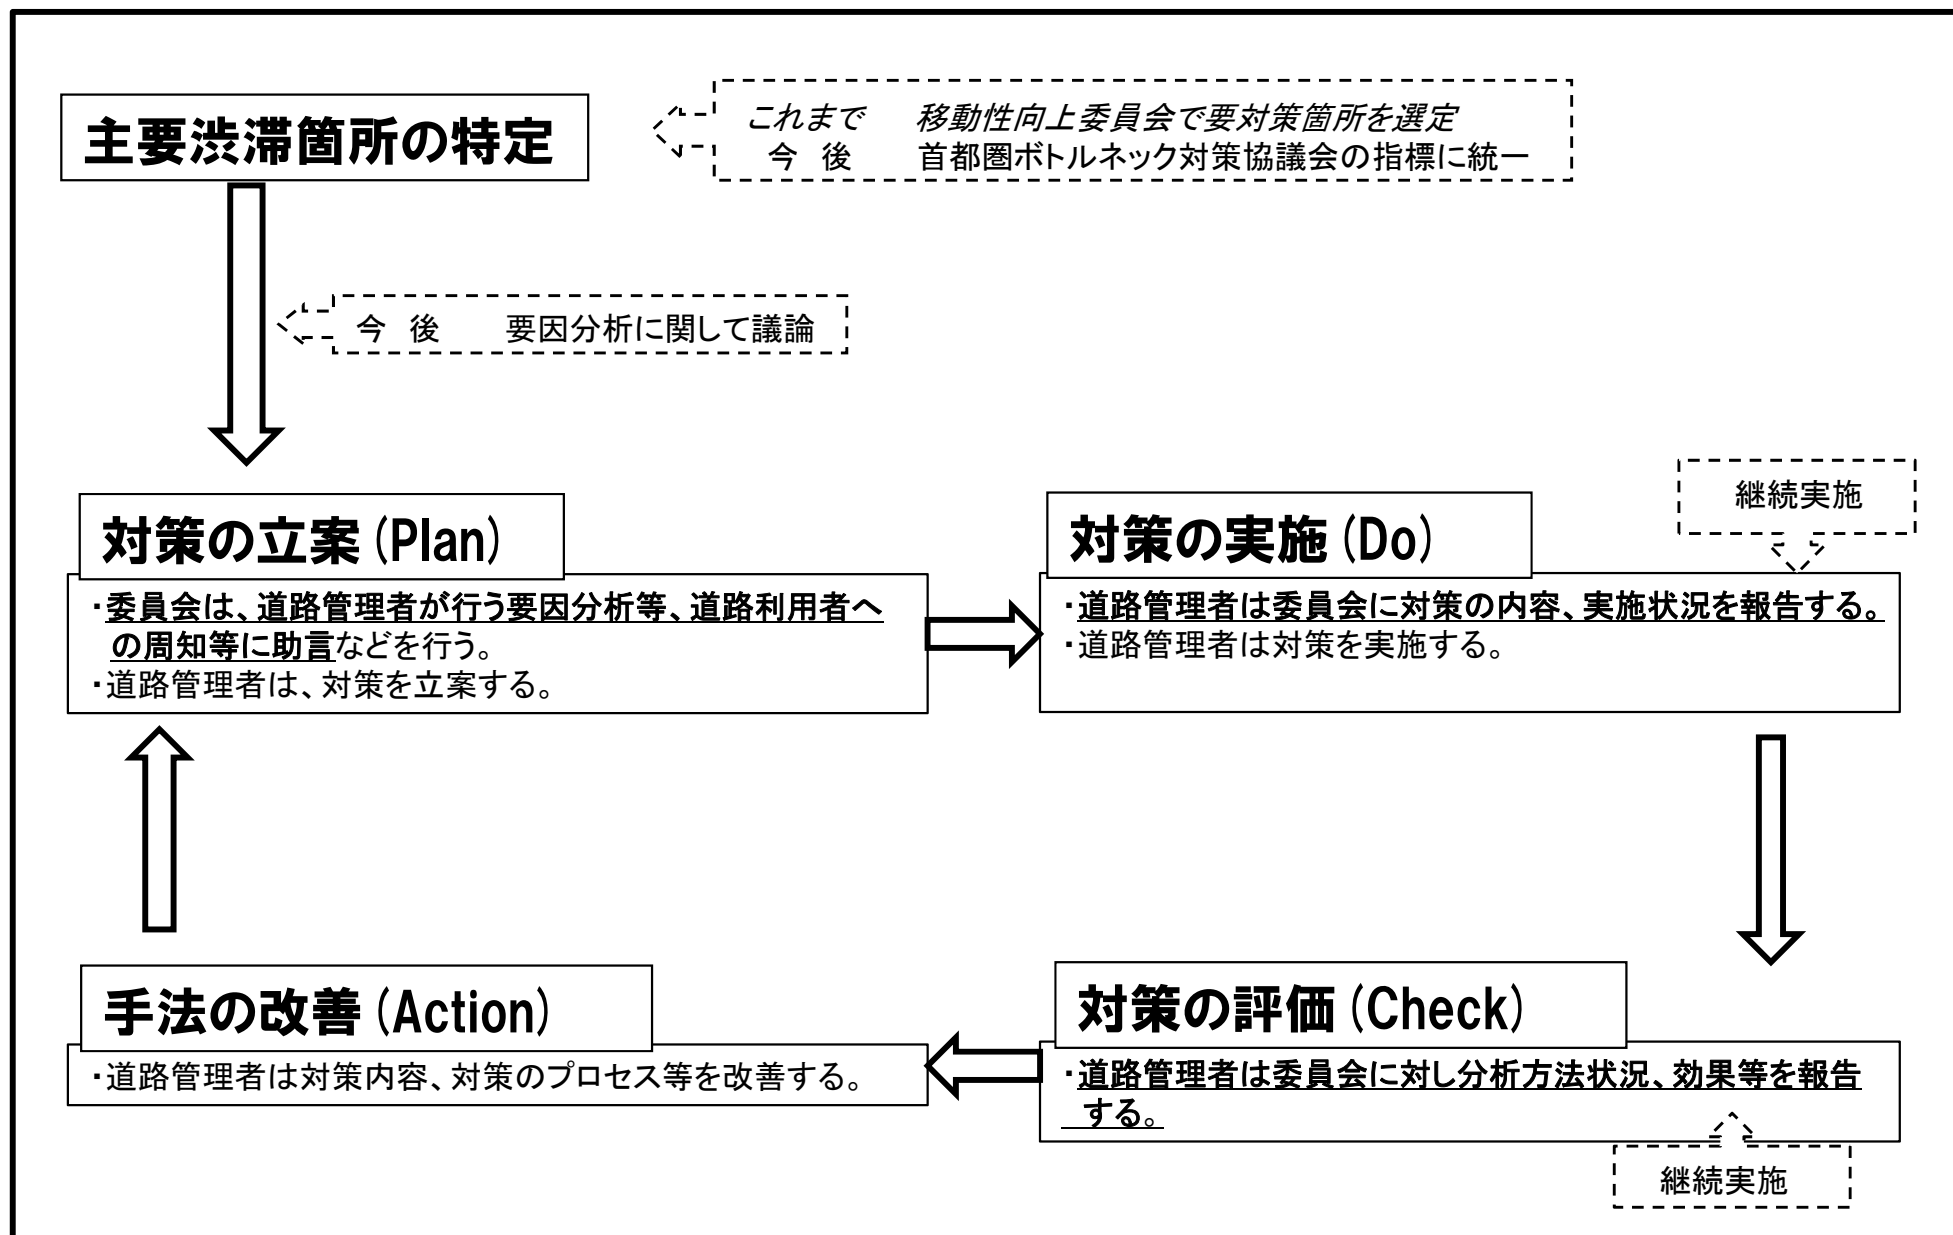 主要渋滞箇所の特定
これまで 移動性向上委員会で要対策箇所を選定
今 後 首都圏ボトルネック対策協議会の指標に統一
今 後 要因分析に関して議論
対策の立案(Plan)
・委員会は、道路管理者が行う要因分析等、道路利用者へ
の周知等に助言などを行う。
・道路管理者は、対策を立案する。
継続実施
対策の実施(Do)
・道路管理者は委員会に対策の内容、実施状況を報告する。
・道路管理者は対策を実施する。
手法の改善(Action)
・道路管理者は対策内容、対策のプロセス等を改善する。
対策の評価(Check)
・道路管理者は委員会に対し分析方法状況、効果等を報告
する。
継続実施